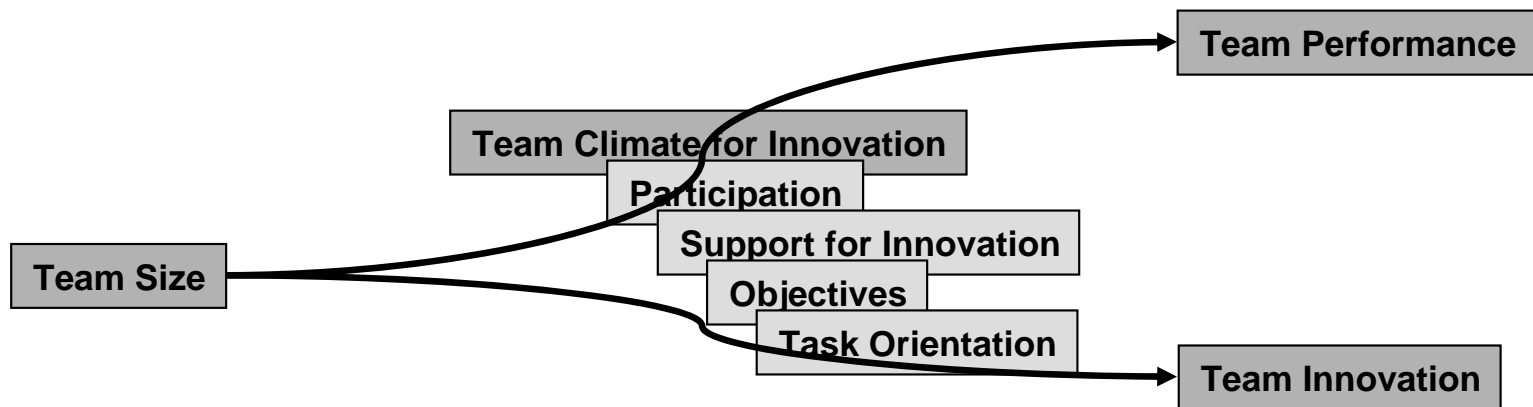 Team Performance
Team Climate for Innovation
Participation
Support for Innovation
Team Size
Objectives
Task Orientation
Team Innovation